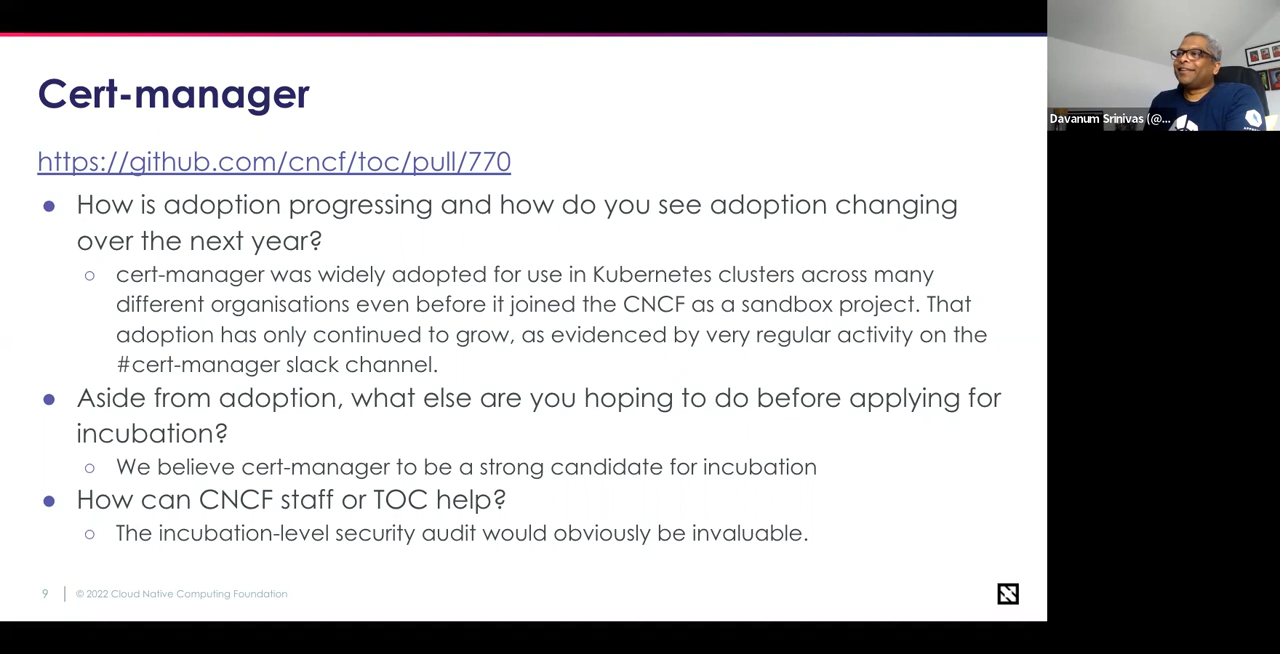 Cert-manager
https://github.com/cncf/toc/pull/770
● How is adoption progressing and how do you see adoption changing
over the next year?
○ cert-manager was widely adopted for use in Kubernetes clusters across many
different organisations even before it joined the CNCF as a sandbox project. That
adoption has only continued to grow, as evidenced by very regular activity on the
#cert-manager slack channel.
● Aside from adoption, what else are you hoping to do before applying for
incubation?
○ We believe cert-manager to be a strong candidate for incubation
● How can CNCF staff or TOC help?
○ The incubation-level security audit would obviously be invaluable.
9 | © 2022 Cloud Native Computing Foundation
Davanum Srinivas (@...